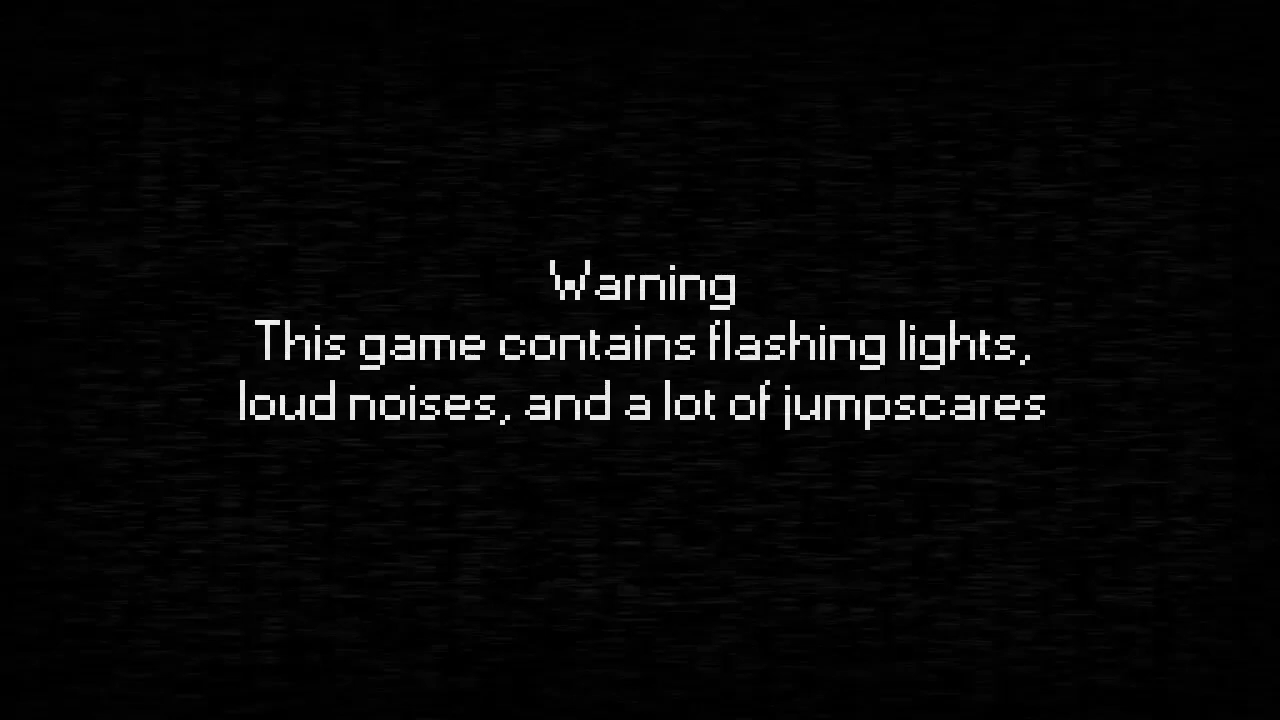 Warning
This game contains flashing lights,
loud noises, and a lot of jumpscares